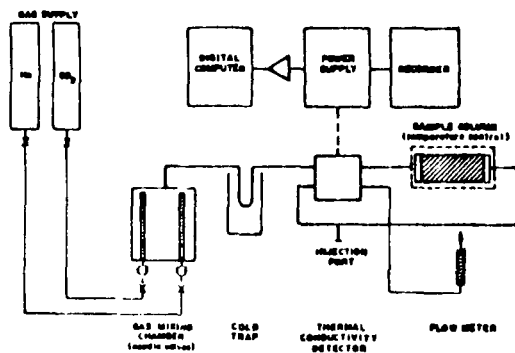 GAS SUPPLY
He
SO2
DIGITAL
COMPUTER
POWER
SUPPLY
RECORDER
SAMPLE COLUMN
(temperature control)
INJECTION
PORT
GAS MIXING
CHAMBER
(needle valves)
COLD
TRAP
THERMAL
CONDUCTIVITY
DETECTOR
FLOW METER